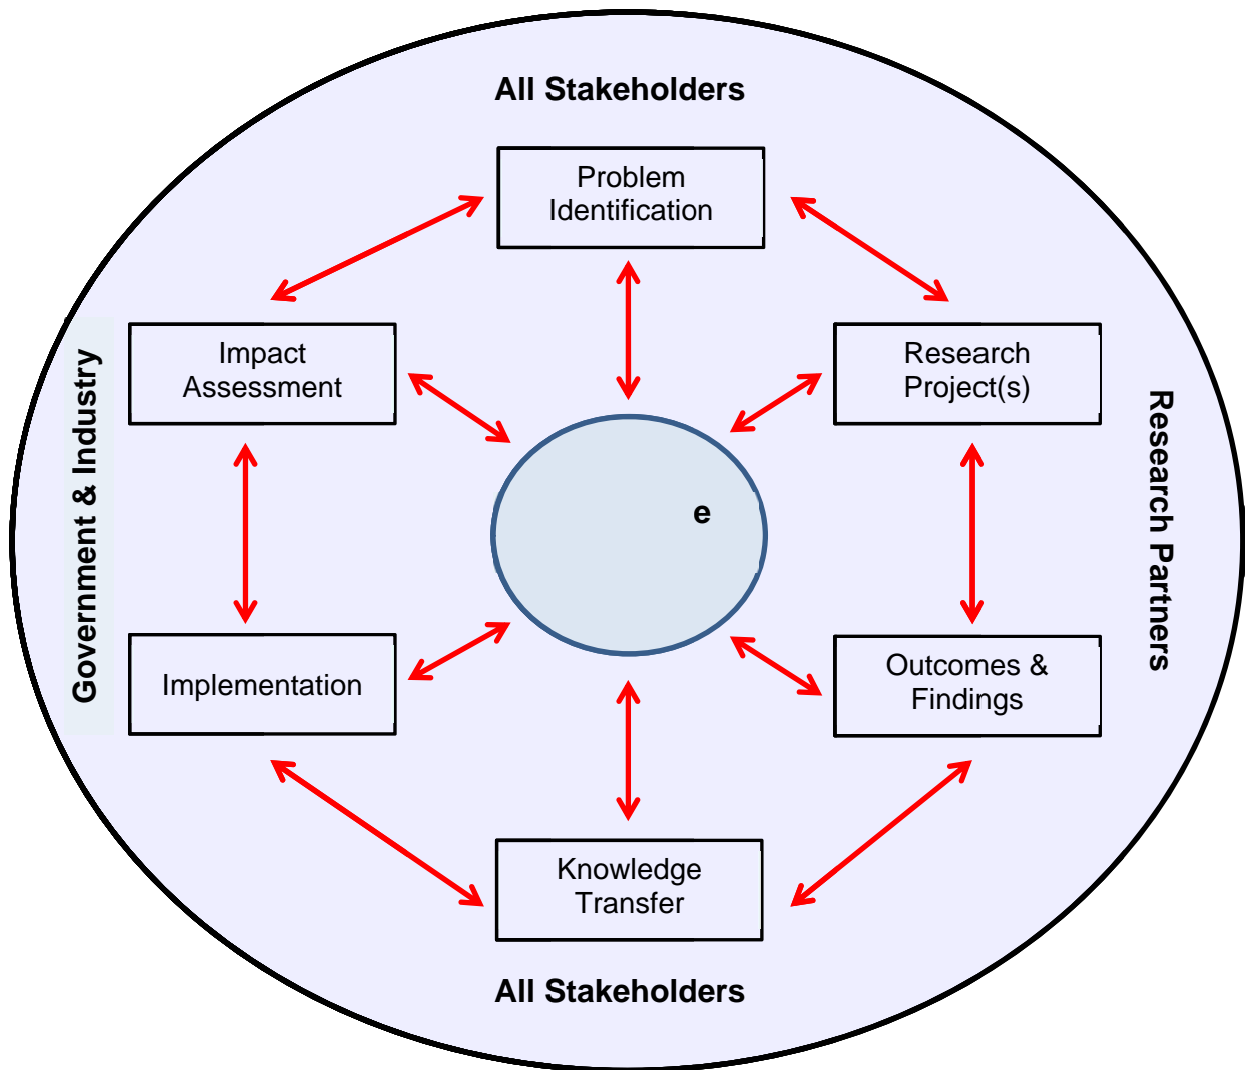 All Stakeholders
Problem
Identification
Impact
Assessment
Research
Project(s)
Government & Industry
Research Partners
e
Implementation
Outcomes &
Findings
Knowledge
Transfer
All Stakeholders